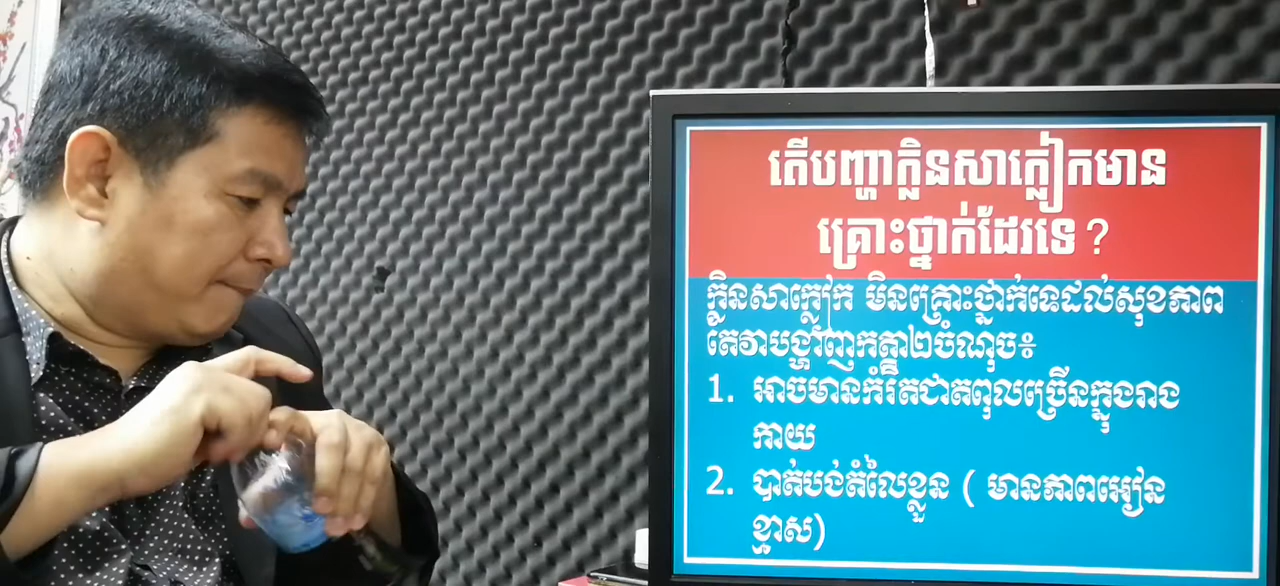 តើបញ្ហាក្លិនសាក្លៀកមាន
គ្រោះថ្នាក់ដែរទេ?
ក្លិនសាក្លៀក មិនគ្រោះថ្នាក់ទេដល់សុខភាព
តែវាបង្ហាញកត្តា២ចំណុច៖
1. អាចមានកំរិតជាតពុលច្រើនក្នុងរាង
កាយ
2. បាត់បង់តំលៃខ្លួន ( មានភាពអៀន
ខ្មាស)